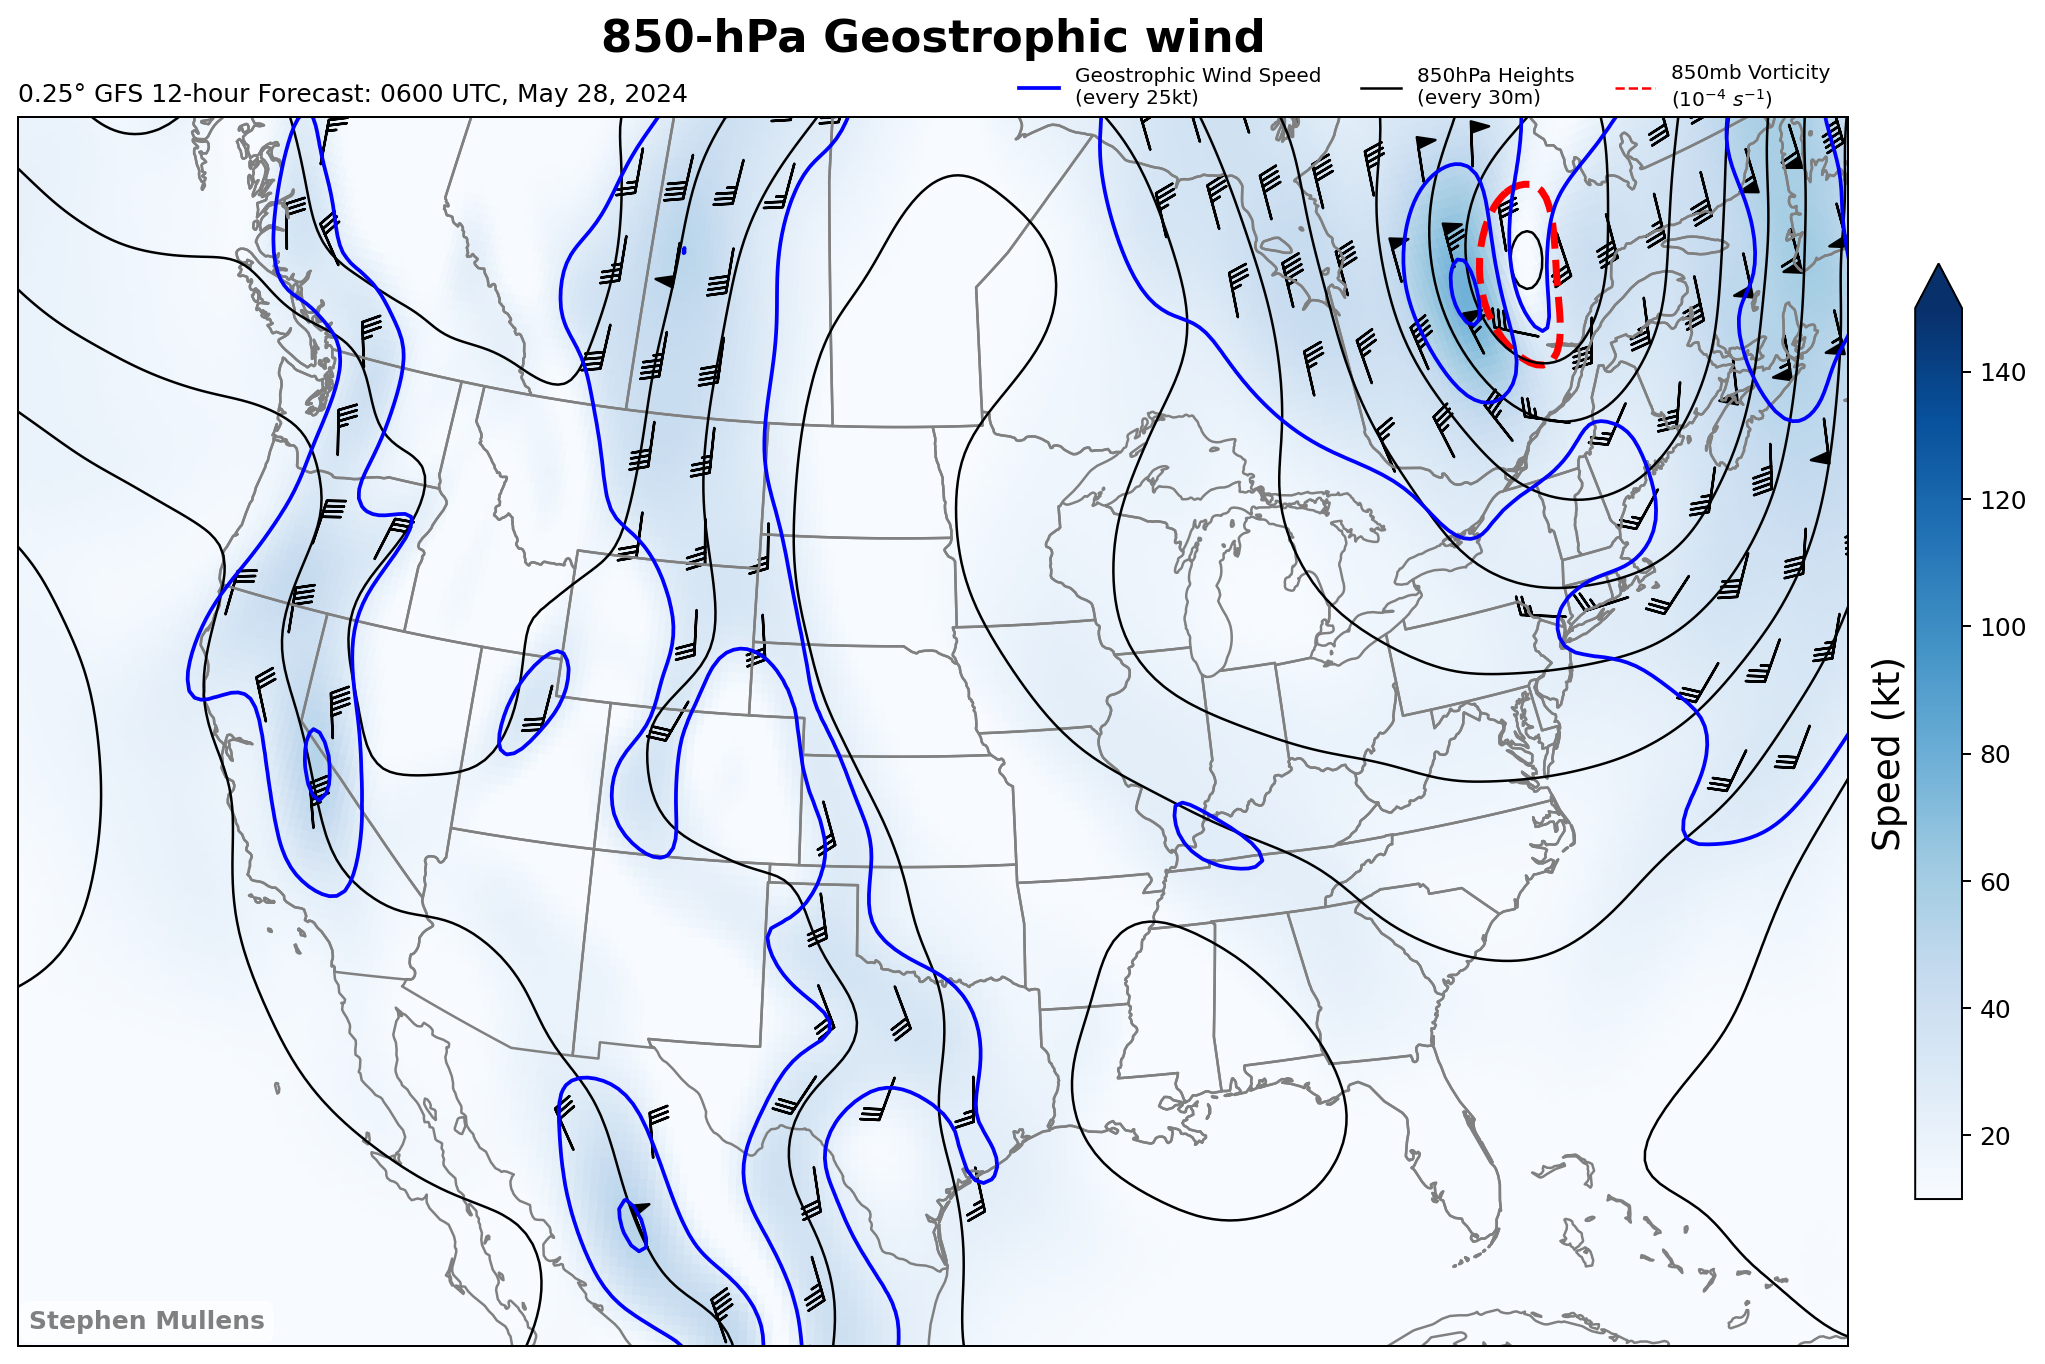 850-hPa Geostrophic wind
0.25° GFS 12-hour Forecast: 0600 UTC, May 28, 2024
Geostrophic Wind Speed
(every 25kt)
850hPa Heights
(every 30m)
850mb Vorticity
(10⁻⁴ s⁻¹)
140
120
100
80
60
40
20
Speed (kt)
Stephen Mullens